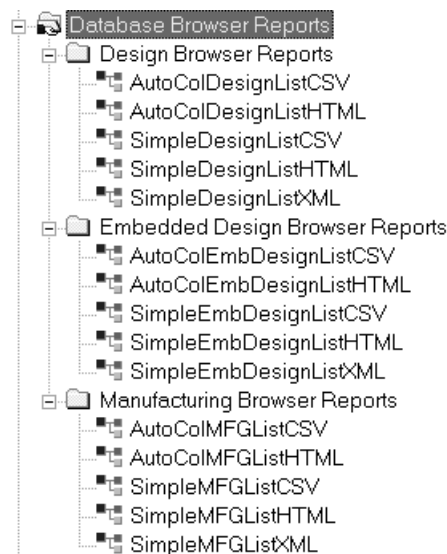 Database Browser Reports
Design Browser Reports
AutoColDesignListCSV
AutoColDesignListHTML
SimpleDesignListCSV
SimpleDesignListHTML
SimpleDesignListXML
Embedded Design Browser Reports
AutoColEmbDesignListCSV
AutoColEmbDesignListHTML
SimpleEmbDesignListCSV
SimpleEmbDesignListHTML
SimpleEmbDesignListXML
Manufacturing Browser Reports
AutoColMFGListCSV
AutoColMFGListHTML
SimpleMFGListCSV
SimpleMFGListHTML
SimpleMFGListXML